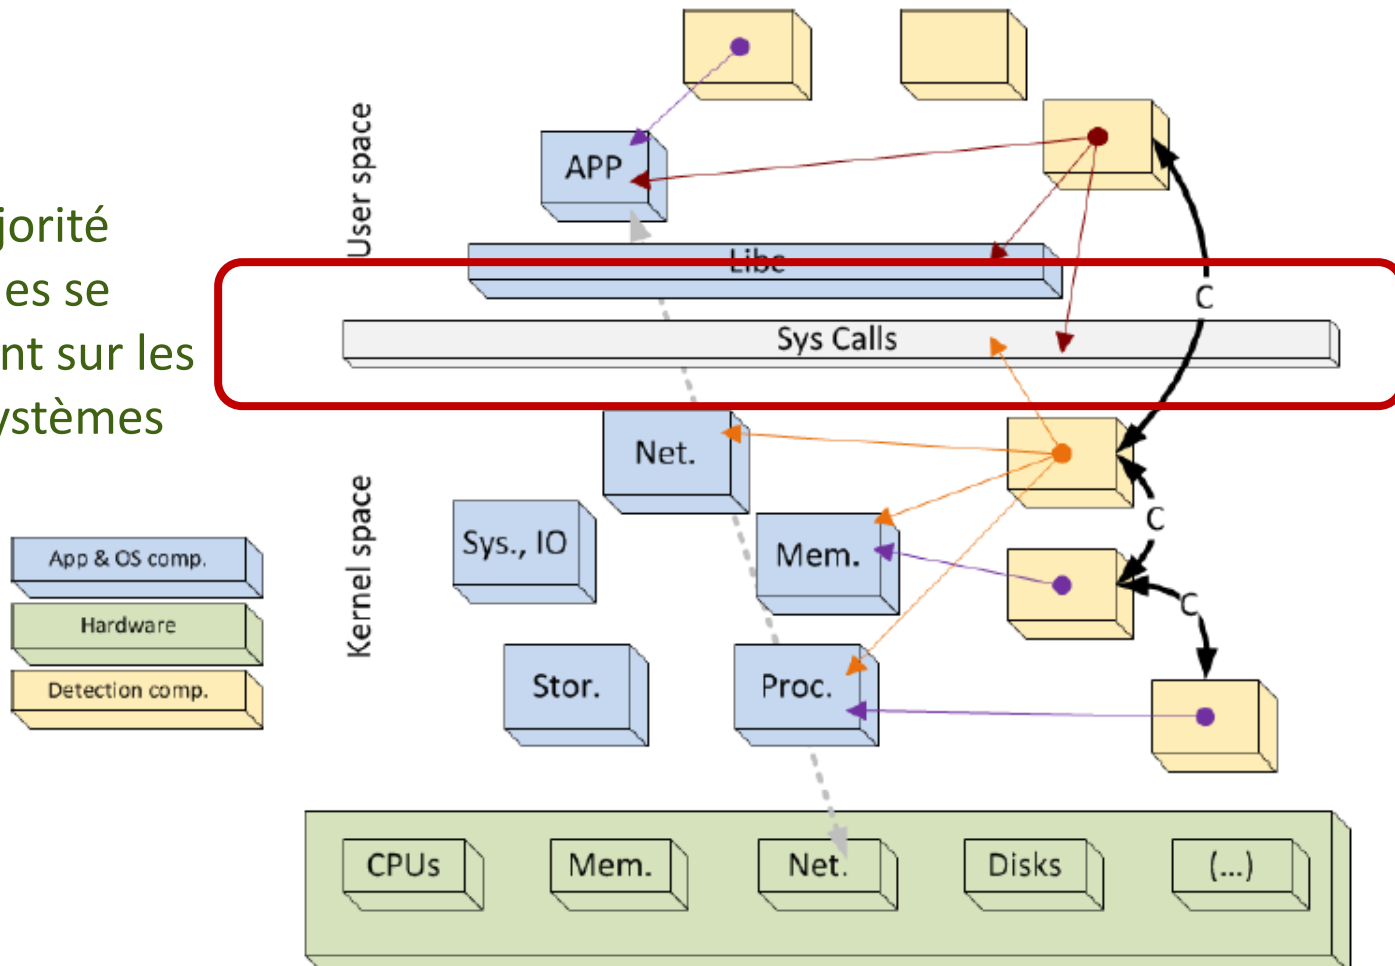 User space
APP
jorité
es se
nt sur les
ystèmes
Libc
C
Sys Calls
Kernel space
Net.
C
Sys., IO
Mem.
C
Stor.
Proc.
App & OS comp.
Hardware
Detection comp.
CPUs
Mem.
Net.
Disks
(...)